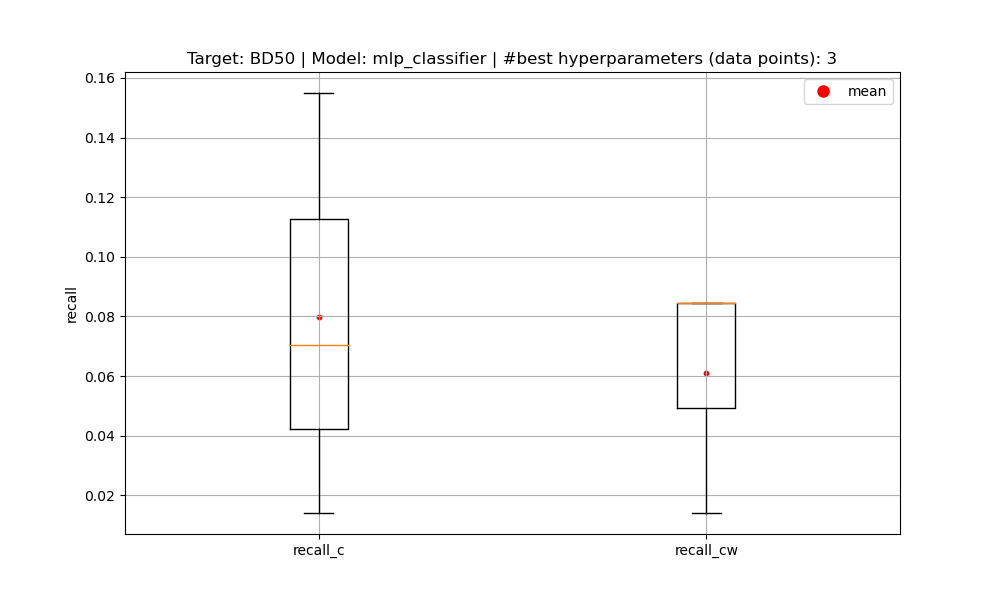 Target: BD50 | Model: mlp_classifier | #best hyperparameters (data points): 3
mean
0.16
0.14
0.12
0.10
0.08
0.06
0.04
0.02
recall
recall_c
recall_cw